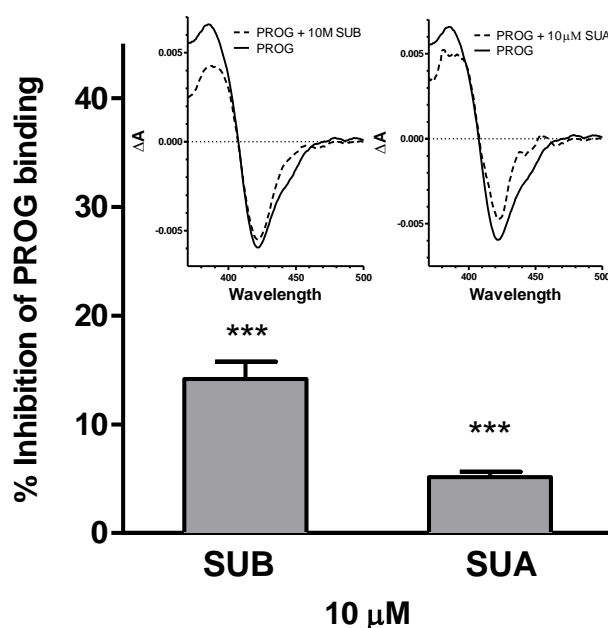 PROG + 10M SUB
PROG
0.005
0.000
-0.005
ΔA
400
450
500
Wavelength
PROG + 10μM SUA
PROG
0.005
0.000
-0.005
ΔA
400
450
500
Wavelength
% Inhibition of PROG binding
40
30
20
10
0
***
***
SUB
SUA
10 μM